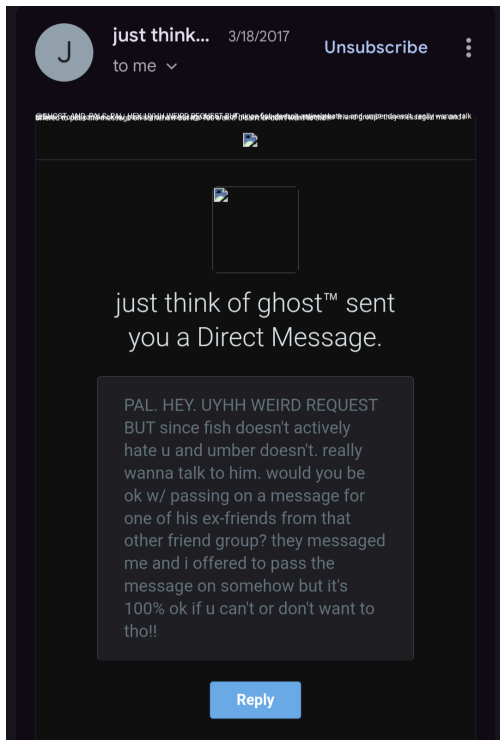 J
just think... 3/18/2017
Unsubscribe
to me
just think of ghost™ sent
you a Direct Message.
PAL. HEY. UYHH WEIRD REQUEST
BUT since fish doesn't actively
hate u and umber doesn't. really
wanna talk to him. would you be
ok w/ passing on a message for
one of his ex-friends from that
other friend group? they messaged
me and i offered to pass the
message on somehow but it's
100% ok if u can't or don't want to
tho!!
Reply